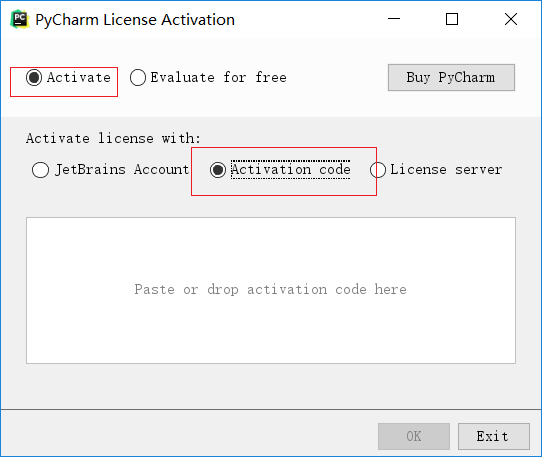 PC
PyCharm License Activation
Activate Evaluate for free Buy PyCharm
Activate license with:
JetBrains Account Activation code License server
Paste or drop activation code here
OK Exit